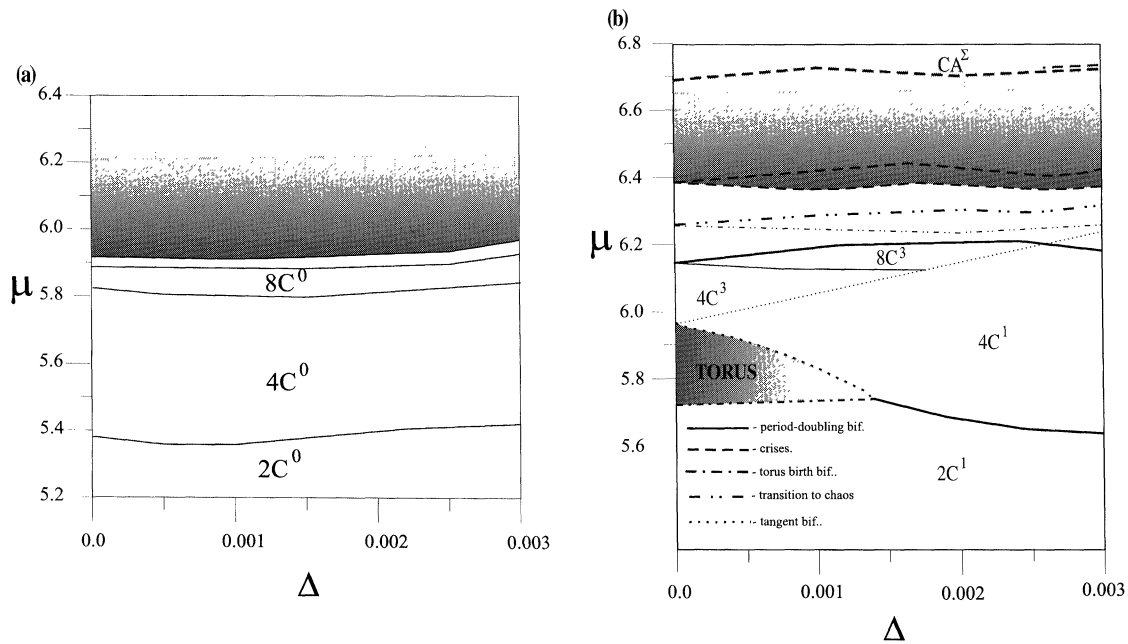 (a)
6.4
6.2
6.0
μ
5.8
5.6
5.4
5.2
8C⁰
4C⁰
2C⁰
0.0 0.001 0.002 0.003
Δ
(b)
6.8
6.6
6.4
μ
6.2
6.0
5.8
5.6
CA^Σ
8C³
4C³
4C¹
TORUS
- period-doubling bif.
- crises.
- torus birth bif..
- transition to chaos
- tangent bif..
2C¹
0.0 0.001 0.002 0.003
Δ